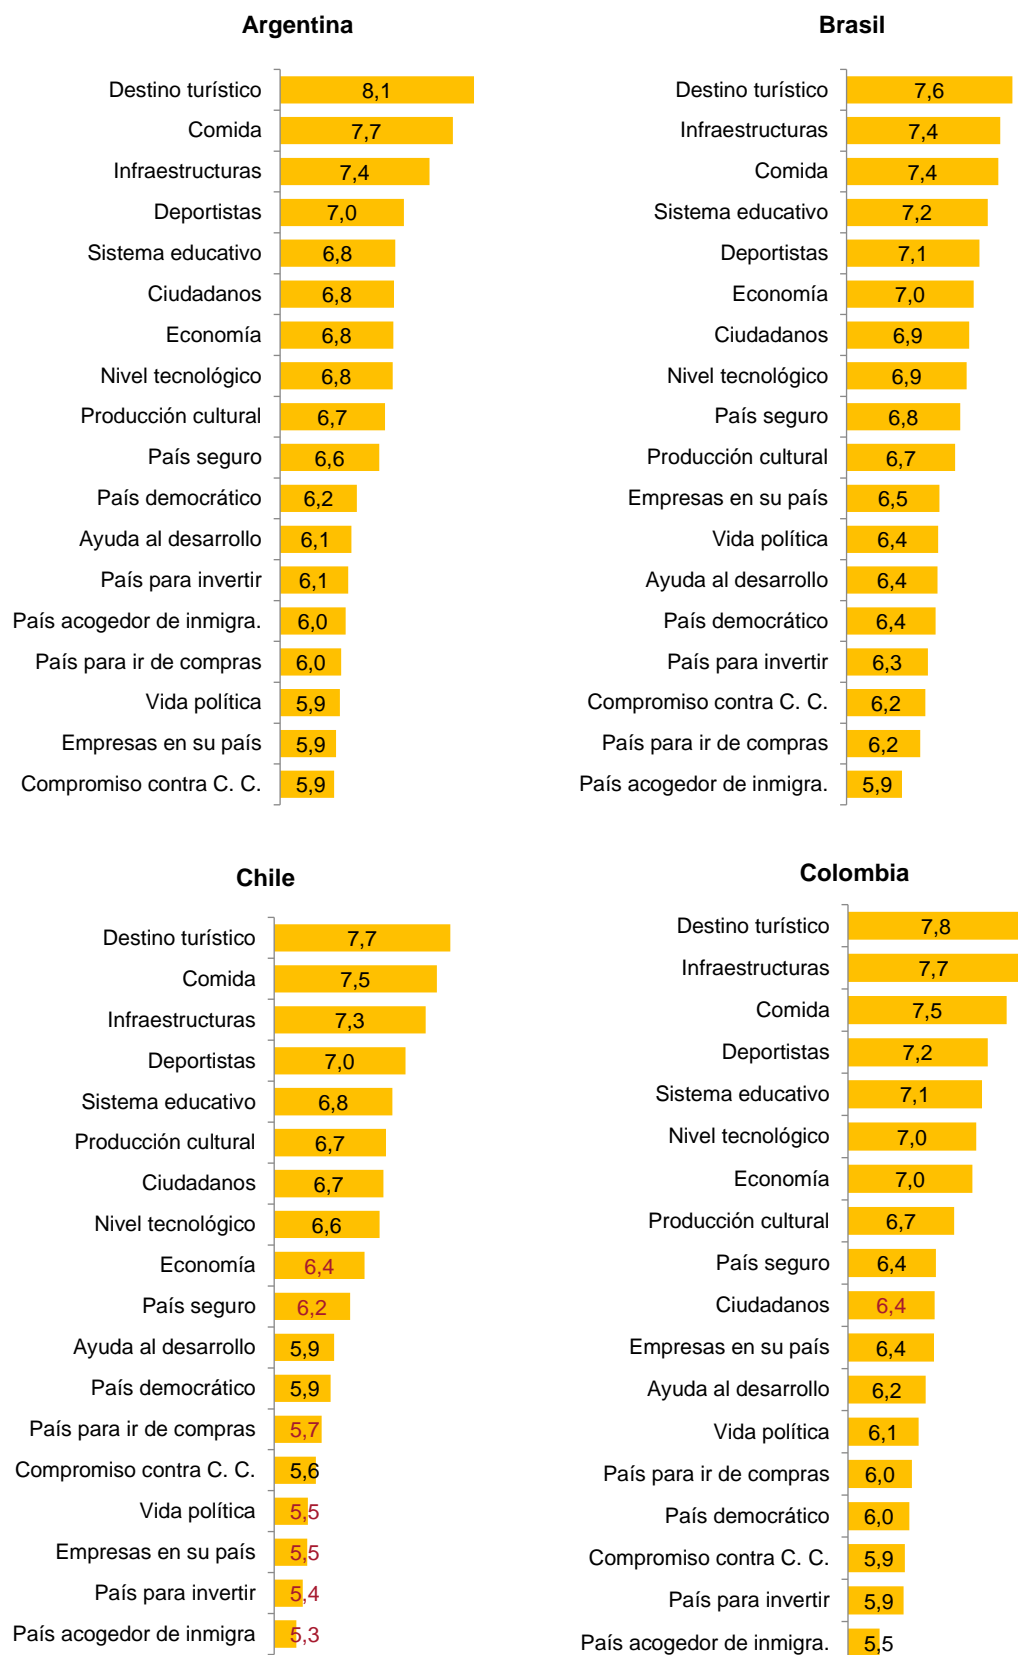 Argentina
Destino turístico 8,1
Comida 7,7
Infraestructuras 7,4
Deportistas 7,0
Sistema educativo 6,8
Ciudadanos 6,8
Economía 6,8
Nivel tecnológico 6,8
Producción cultural 6,7
País seguro 6,6
País democrático 6,2
Ayuda al desarrollo 6,1
País para invertir 6,1
País acogedor de inmigra. 6,0
País para ir de compras 6,0
Vida política 5,9
Empresas en su país 5,9
Compromiso contra C. C. 5,9
Brasil
Destino turístico 7,6
Infraestructuras 7,4
Comida 7,4
Sistema educativo 7,2
Deportistas 7,1
Economía 7,0
Ciudadanos 6,9
Nivel tecnológico 6,9
País seguro 6,8
Producción cultural 6,7
Empresas en su país 6,5
Vida política 6,4
Ayuda al desarrollo 6,4
País democrático 6,4
País para invertir 6,3
Compromiso contra C. C. 6,2
País para ir de compras 6,2
País acogedor de inmigra. 5,9
Chile
Destino turístico 7,7
Comida 7,5
Infraestructuras 7,3
Deportistas 7,0
Sistema educativo 6,8
Producción cultural 6,7
Ciudadanos 6,7
Nivel tecnológico 6,6
Economía 6,4
País seguro 6,2
Ayuda al desarrollo 5,9
País democrático 5,9
País para ir de compras 5,7
Compromiso contra C. C. 5,6
Vida política 5,5
Empresas en su país 5,5
País para invertir 5,4
País acogedor de inmigra 5,3
Colombia
Destino turístico 7,8
Infraestructuras 7,7
Comida 7,5
Deportistas 7,2
Sistema educativo 7,1
Nivel tecnológico 7,0
Economía 7,0
Producción cultural 6,7
País seguro 6,4
Ciudadanos 6,4
Empresas en su país 6,4
Ayuda al desarrollo 6,2
Vida política 6,1
País para ir de compras 6,0
País democrático 6,0
Compromiso contra C. C. 5,9
País para invertir 5,9
País acogedor de inmigra. 5,5